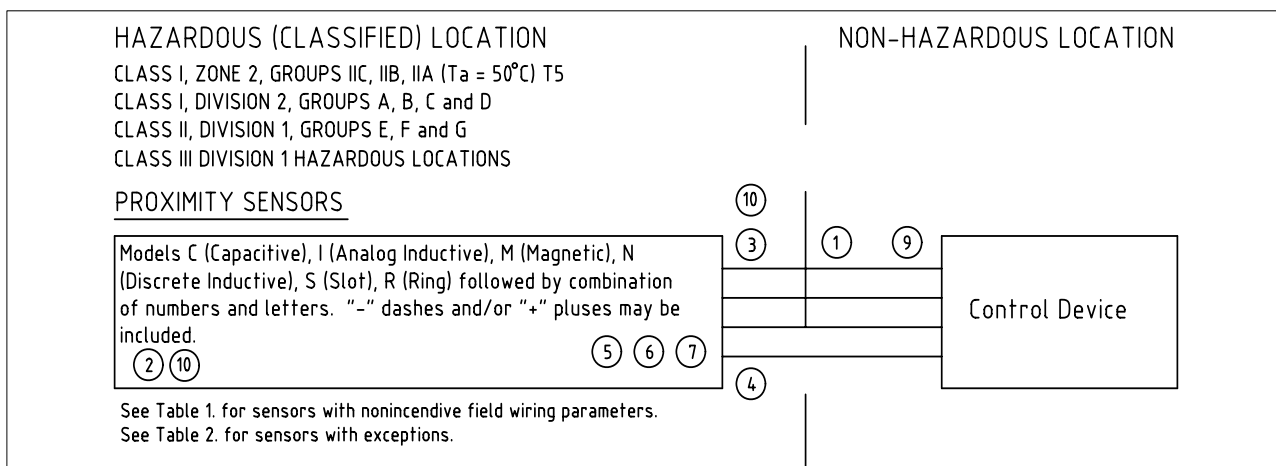 HAZARDOUS (CLASSIFIED) LOCATION
NON-HAZARDOUS LOCATION
CLASS I, ZONE 2, GROUPS IIC, IIB, IIA (Ta = 50°C) T5
CLASS I, DIVISION 2, GROUPS A, B, C and D
CLASS II, DIVISION 1, GROUPS E, F and G
CLASS III DIVISION 1 HAZARDOUS LOCATIONS
PROXIMITY SENSORS
10
3
1
9
Models C (Capacitive), I (Analog Inductive), M (Magnetic), N
(Discrete Inductive), S (Slot), R (Ring) followed by combination
of numbers and letters. "-" dashes and/or "+" pluses may be
included.
2
10
5
6
7
Control Device
4
See Table 1. for sensors with nonincendive field wiring parameters.
See Table 2. for sensors with exceptions.